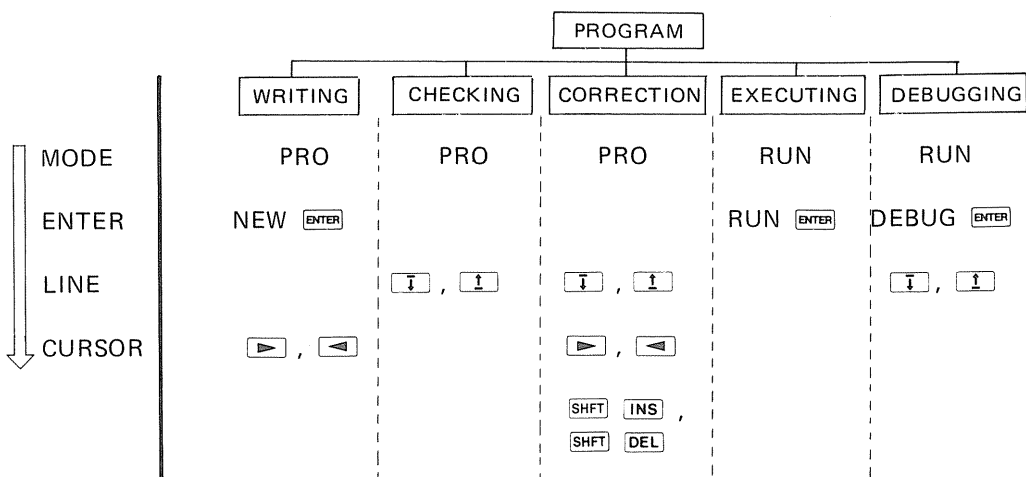 PROGRAM
WRITING CHECKING CORRECTION EXECUTING DEBUGGING
MODE PRO PRO PRO RUN RUN
ENTER NEW ENTER RUN ENTER DEBUG ENTER
LINE , , ,
CURSOR , ,
SHFT INS ,
SHFT DEL